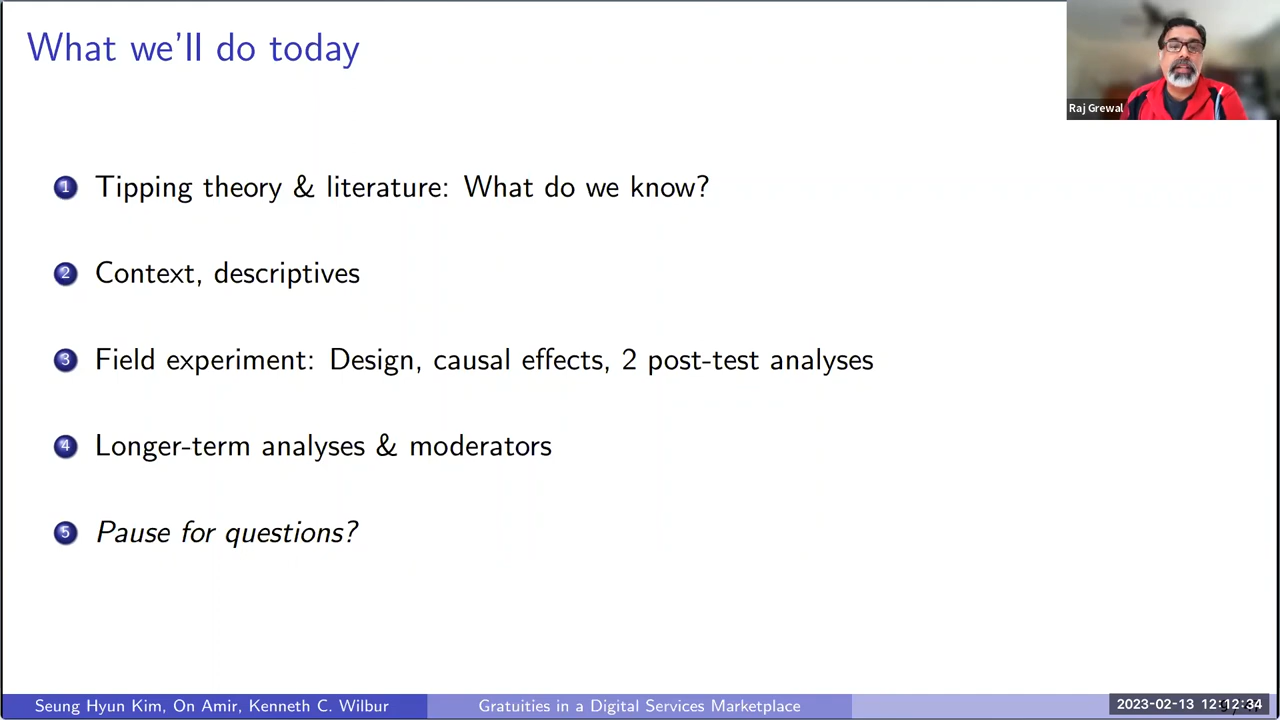 What we'll do today
Raj Grewal
1 Tipping theory & literature: What do we know?
2 Context, descriptives
3 Field experiment: Design, causal effects, 2 post-test analyses
4 Longer-term analyses & moderators
5 Pause for questions?
Seung Hyun Kim, On Amir, Kenneth C. Wilbur
Gratuities in a Digital Services Marketplace
2023-02-13 12:12:34